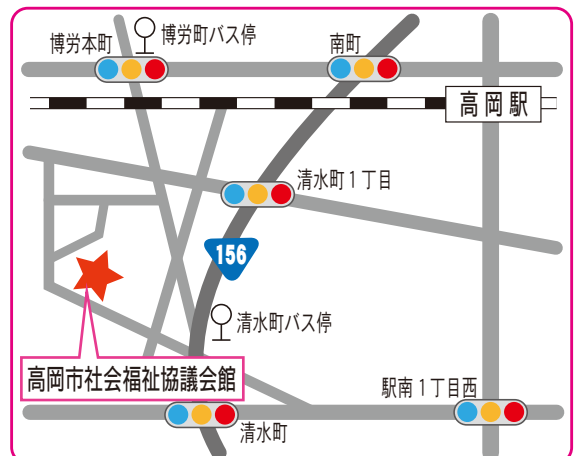 博労本町
博労町バス停
南町
高岡駅
清水町1丁目
156
清水町バス停
高岡市社会福祉協議会館
駅南1丁目西
清水町